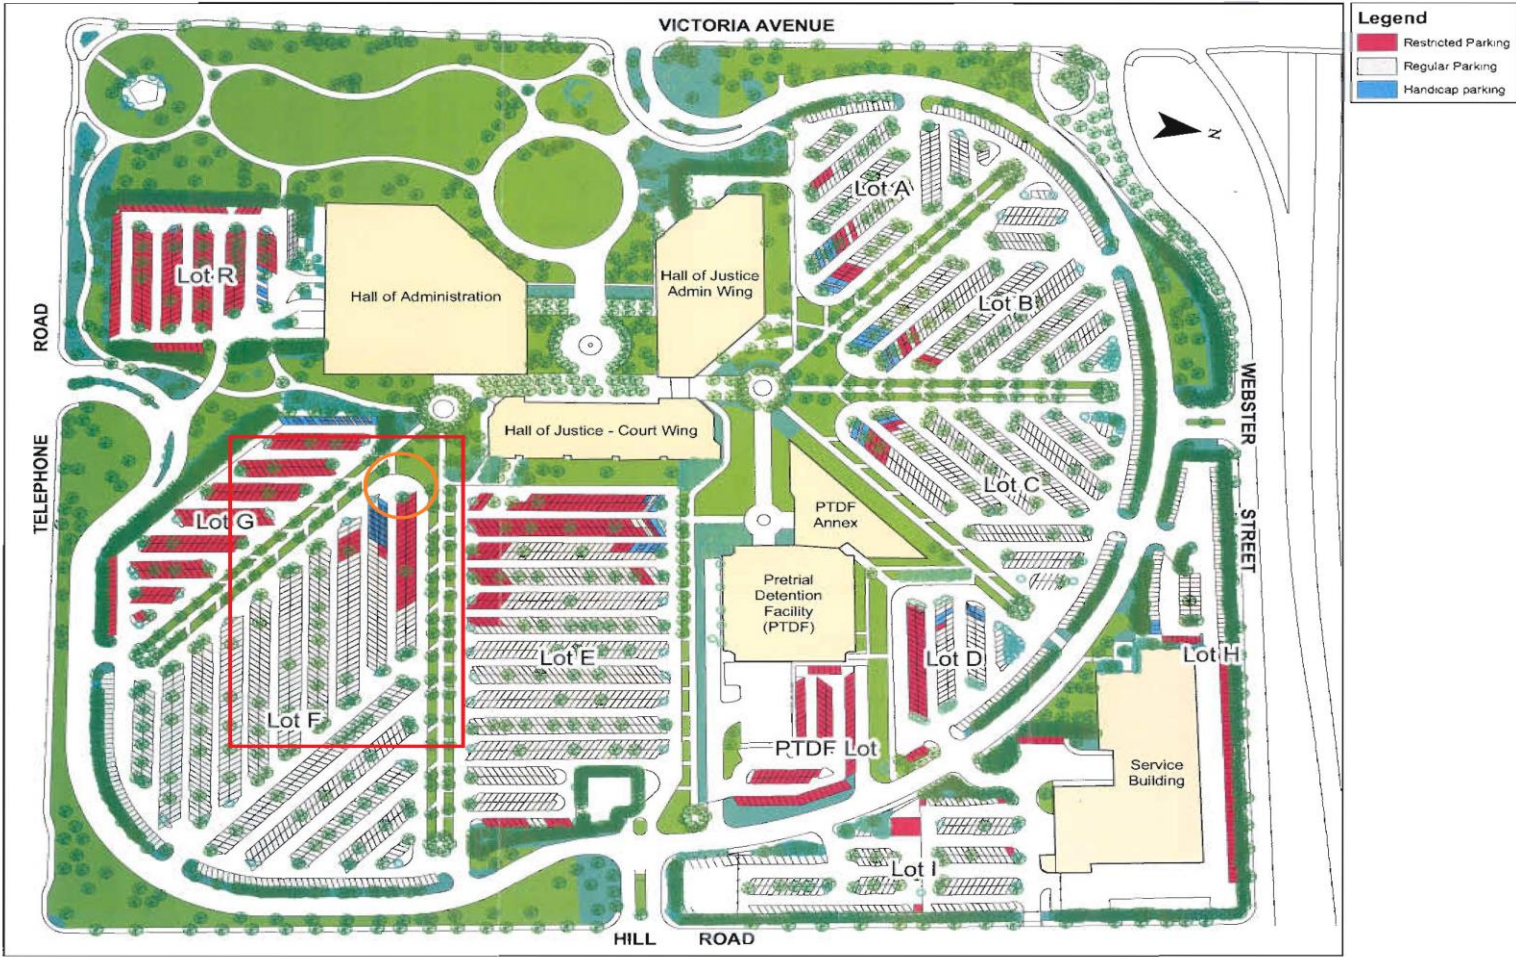 VICTORIA AVENUE
Legend
Restricted Parking
Regular Parking
Handicap parking
N
Lot A
Lot R
Hall of Administration
Hall of Justice
Admin Wing
Lot B
ROAD
WEBSTER
Hall of Justice - Court Wing
TELEPHONE
Lot G
PTDF
Annex
Lot C
STREET
Pretrial
Detention
Facility
(PTDF)
Lot E
Lot D
Lot H
Lot F
PTDF Lot
Service
Building
Lot I
HILL ROAD